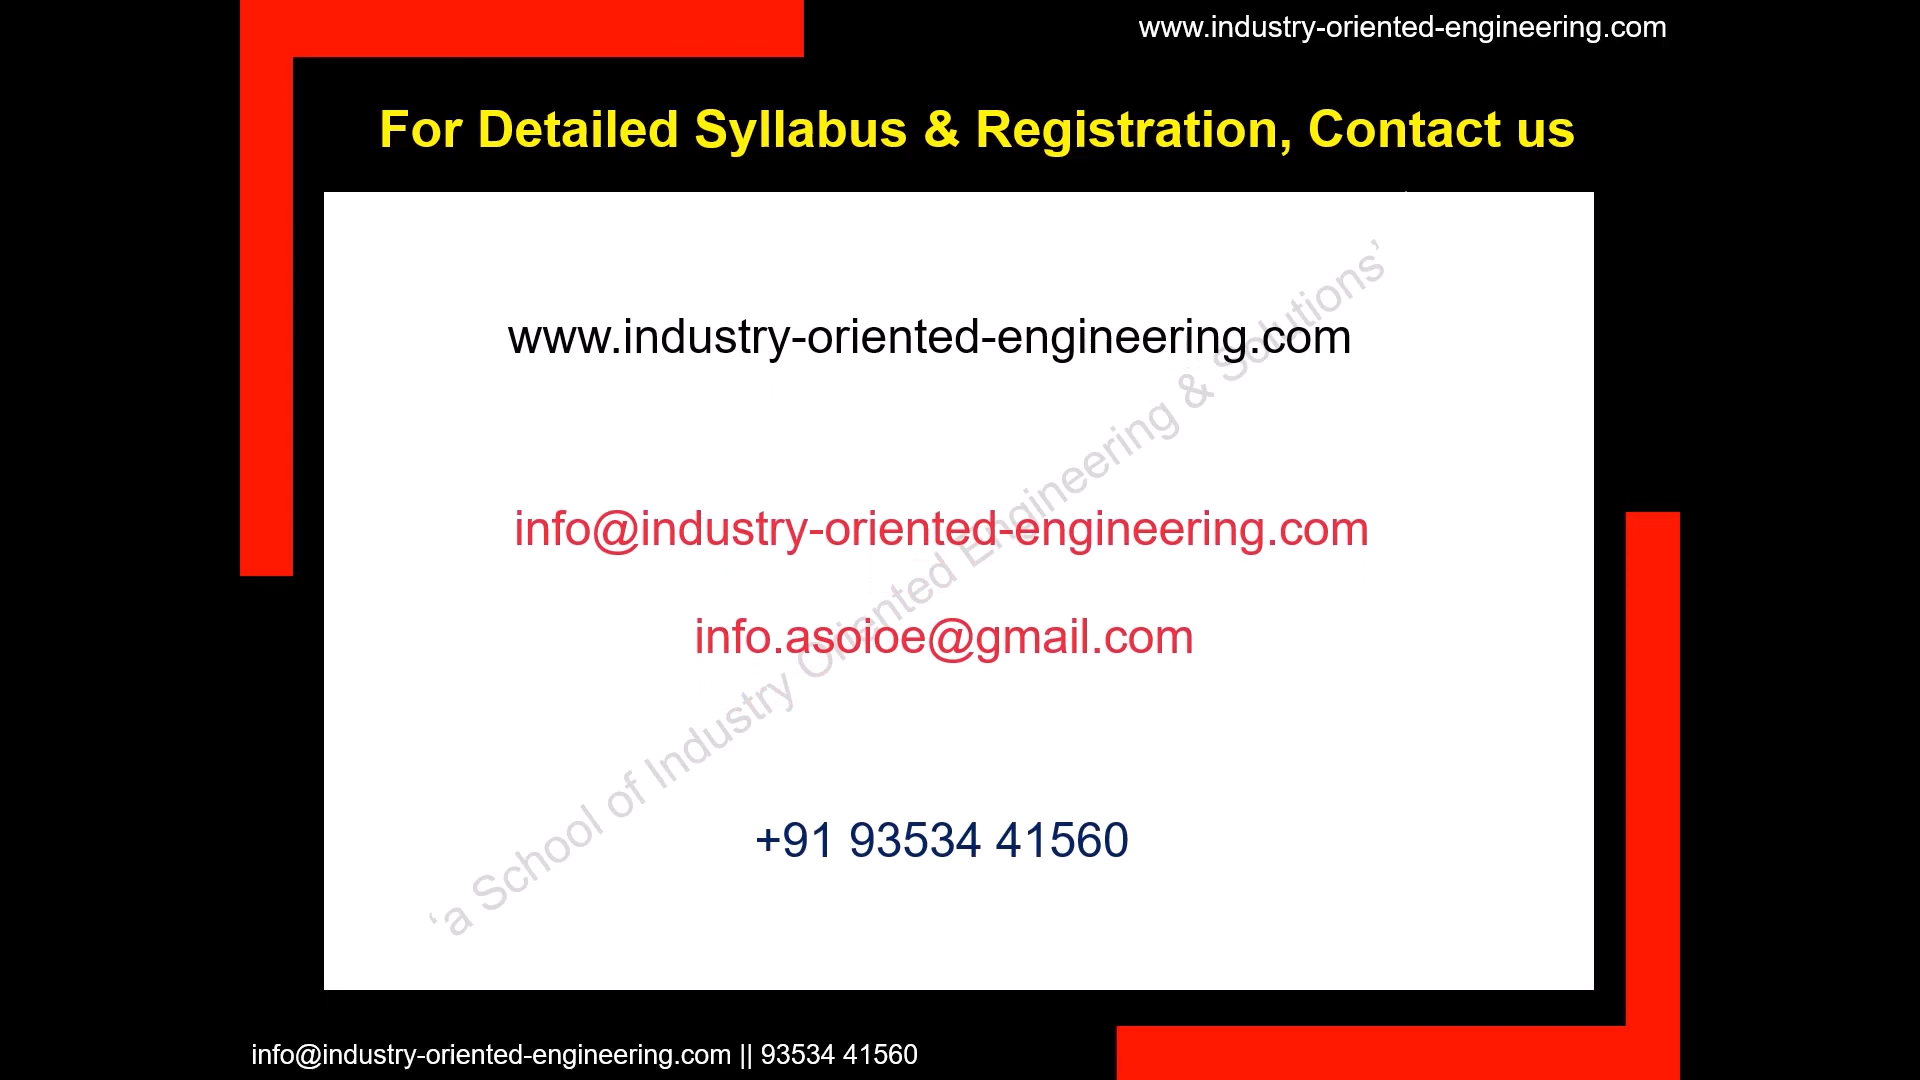 www.industry-oriented-engineering.com
For Detailed Syllabus & Registration, Contact us
www.industry-oriented-engineering.com
info@industry-oriented-engineering.com
info.asoioe@gmail.com
+91 93534 41560
‘a School of Industry Oriented Engineering & Solutions’
info@industry-oriented-engineering.com || 93534 41560